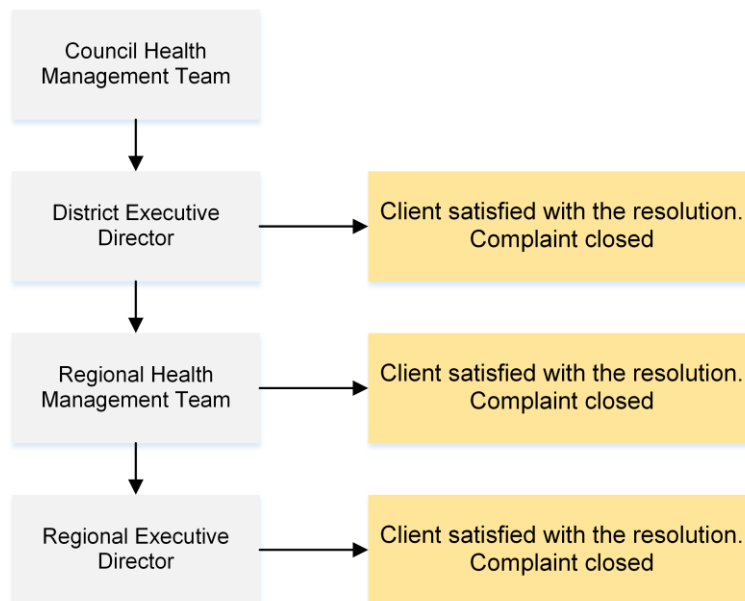 Council Health
Management Team
District Executive
Director
Client satisfied with the resolution.
Complaint closed
Regional Health
Management Team
Client satisfied with the resolution.
Complaint closed
Regional Executive
Director
Client satisfied with the resolution.
Complaint closed